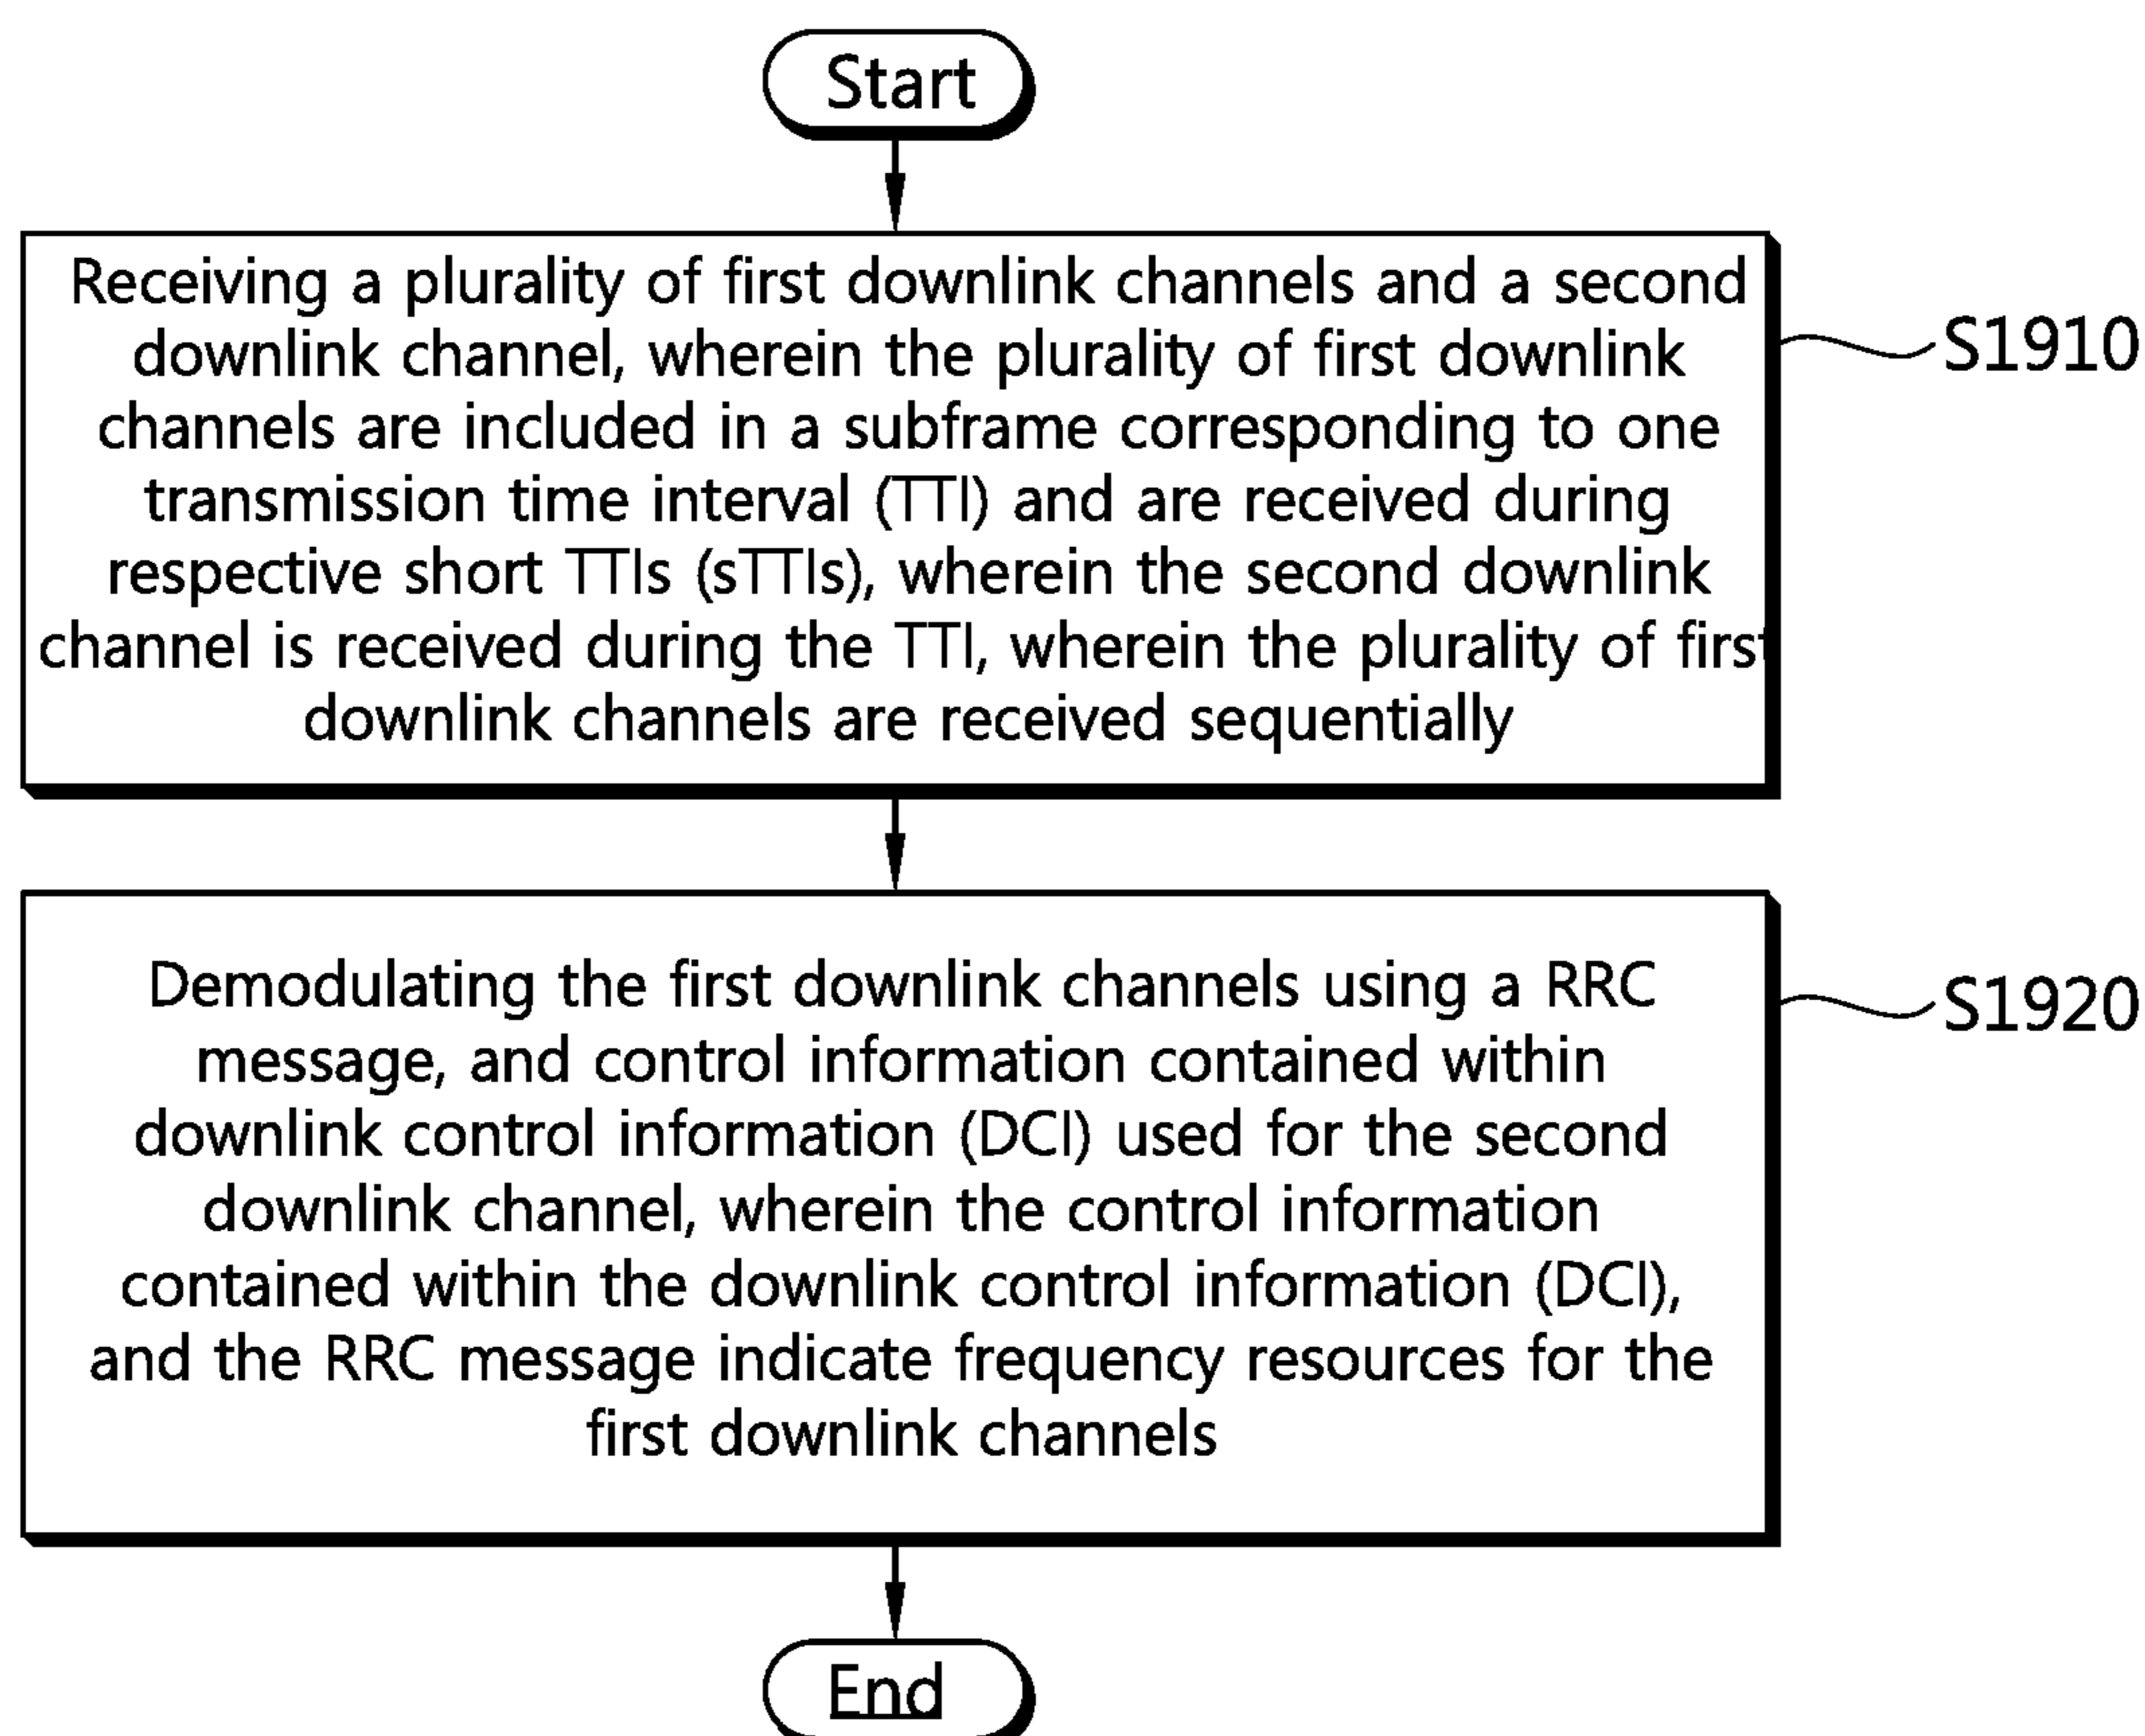 Start
Receiving a plurality of first downlink channels and a second
downlink channel, wherein the plurality of first downlink
channels are included in a subframe corresponding to one
transmission time interval (TTI) and are received during
respective short TTIs (sTTIs), wherein the second downlink
channel is received during the TTI, wherein the plurality of first
downlink channels are received sequentially
S1910
Demodulating the first downlink channels using a RRC
message, and control information contained within
downlink control information (DCI) used for the second
downlink channel, wherein the control information
contained within the downlink control information (DCI),
and the RRC message indicate frequency resources for the
first downlink channels
S1920
End